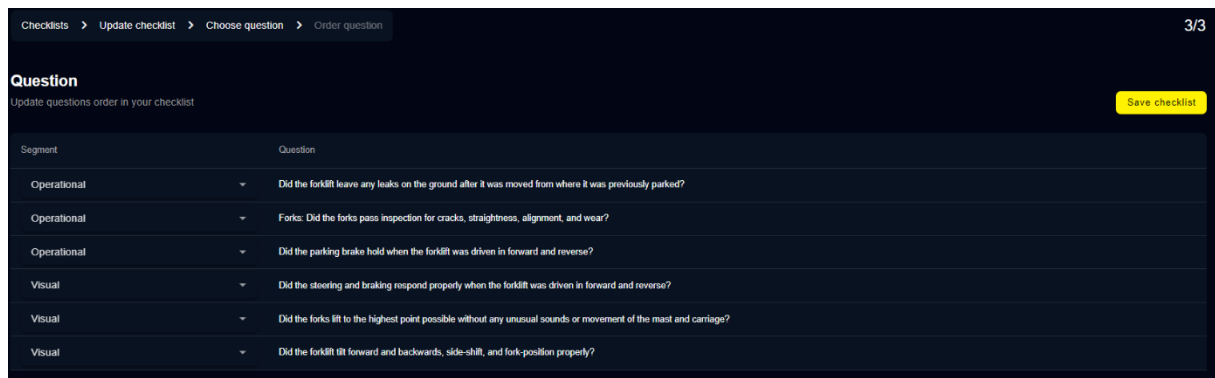 Checklists > Update checklist > Choose question > Order question 3/3
Question
Update questions order in your checklist
Save checklist
Segment Question
Operational Did the forklift leave any leaks on the ground after it was moved from where it was previously parked?
Operational Forks: Did the forks pass inspection for cracks, straightness, alignment, and wear?
Operational Did the parking brake hold when the forklift was driven in forward and reverse?
Visual Did the steering and braking respond properly when the forklift was driven in forward and reverse?
Visual Did the forks lift to the highest point possible without any unusual sounds or movement of the mast and carriage?
Visual Did the forklift tilt forward and backwards, side-shift, and fork-position properly?